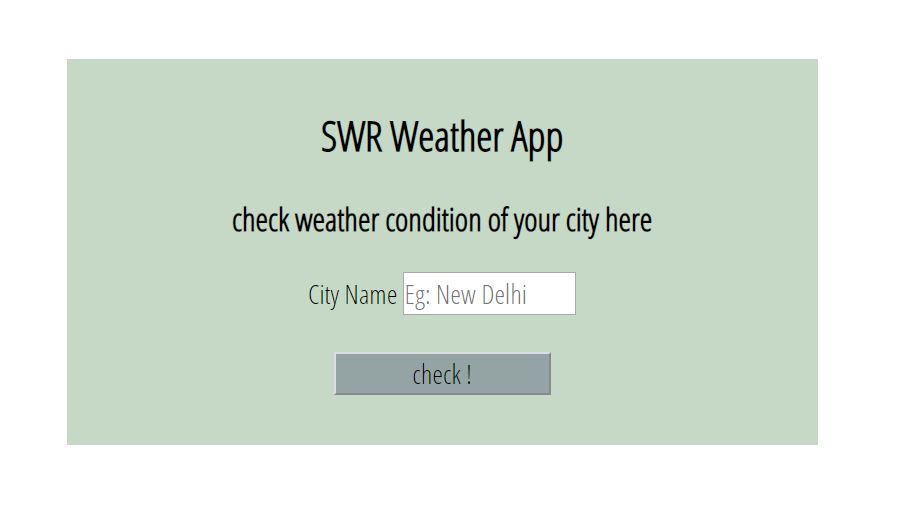 SWR Weather App
check weather condition of your city here
City Name Eg: New Delhi
check !